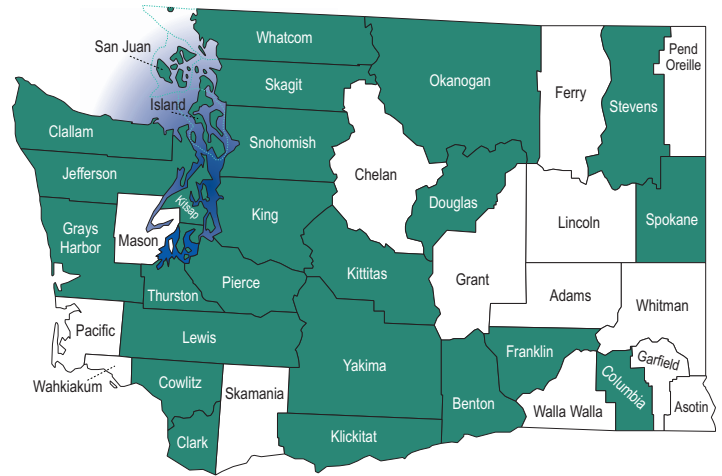 Whatcom
San Juan
Pend
Oreille
Skagit
Okanogan
Ferry
Stevens
Island
Clallam
Snohomish
Jefferson
Chelan
Douglas
Kitsap
King
Lincoln
Spokane
Grays
Harbor
Mason
Kittitas
Grant
Pierce
Thurston
Adams
Whitman
Pacific
Lewis
Franklin
Garfield
Yakima
Wahkiakum
Cowlitz
Skamania
Columbia
Benton
Walla Walla
Asotin
Clark
Klickitat